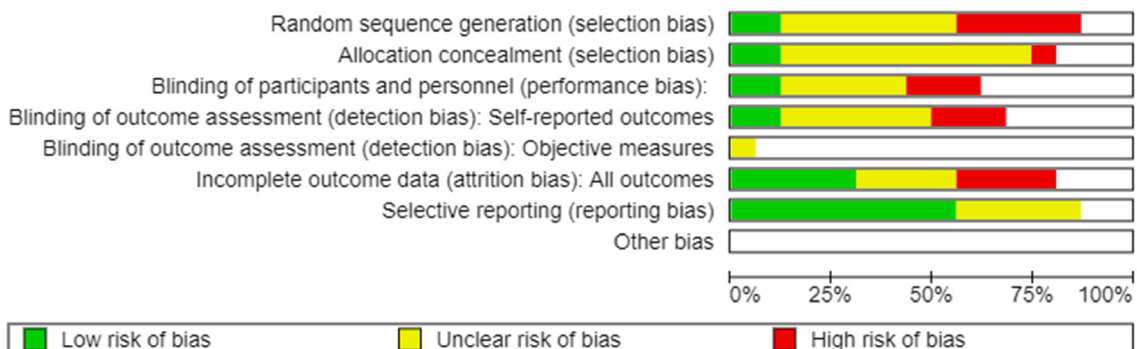 Random sequence generation (selection bias)
Allocation concealment (selection bias)
Blinding of participants and personnel (performance bias):
Blinding of outcome assessment (detection bias): Self-reported outcomes
Blinding of outcome assessment (detection bias): Objective measures
Incomplete outcome data (attrition bias): All outcomes
Selective reporting (reporting bias)
Other bias
0% 25% 50% 75% 100%
Low risk of bias Unclear risk of bias High risk of bias